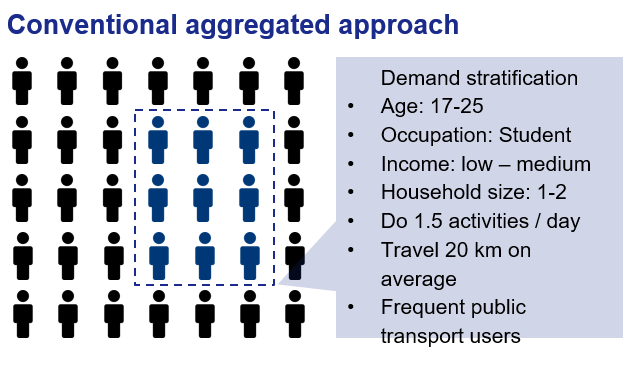 Conventional aggregated approach
Demand stratification
• Age: 17-25
• Occupation: Student
• Income: low – medium
• Household size: 1-2
• Do 1.5 activities / day
• Travel 20 km on
average
• Frequent public
transport users